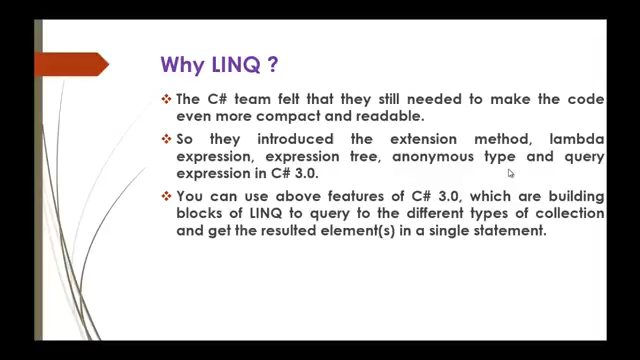 Why LINQ ?
The C# team felt that they still needed to make the code
even more compact and readable.
So they introduced the extension method, lambda
expression, expression tree, anonymous type and query
expression in C# 3.0.
You can use above features of C# 3.0, which are building
blocks of LINQ to query to the different types of collection
and get the resulted element(s) in a single statement.